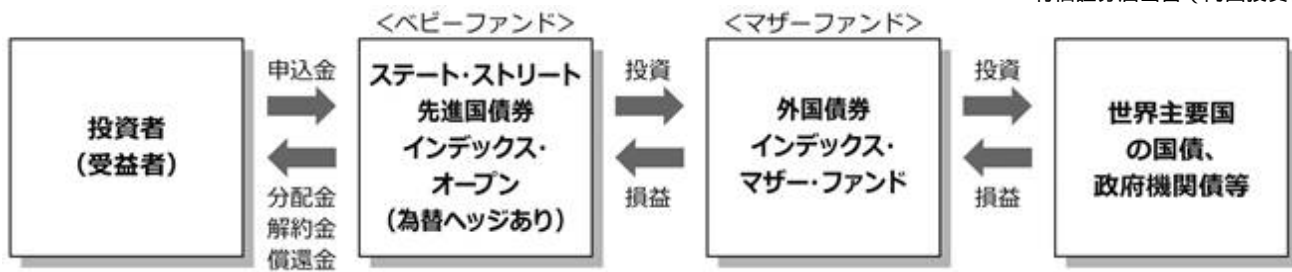 <ベビーファンド>
<マザーファンド>
投資者
(受益者)
申込金
分配金
解約金
償還金
ステート・ストリート
先進国債券
インデックス・
オープン
(為替ヘッジあり)
投資
損益
外国債券
インデックス・
マザー・ファンド
投資
損益
世界主要国
の国債、
政府機関債等